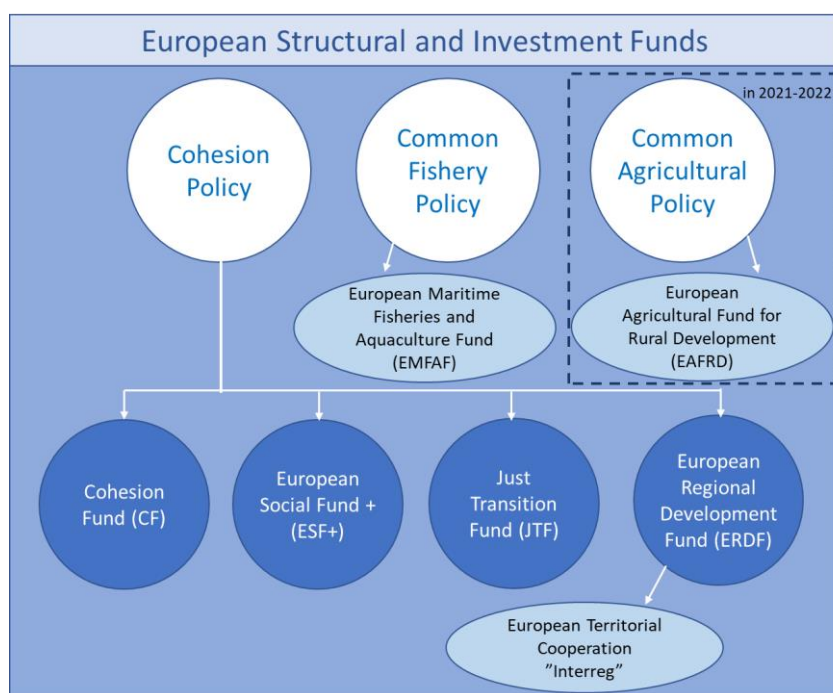 European Structural and Investment Funds
in 2021-2022
Cohesion
Policy
Common
Fishery
Policy
Common
Agricultural
Policy
European Maritime
Fisheries and
Aquaculture Fund
(EMFAF)
European
Agricultural Fund for
Rural Development
(EAFRD)
Cohesion
Fund (CF)
European
Social Fund +
(ESF+)
Just
Transition
Fund (JTF)
European
Regional
Development
Fund (ERDF)
European Territorial
Cooperation
”Interreg”